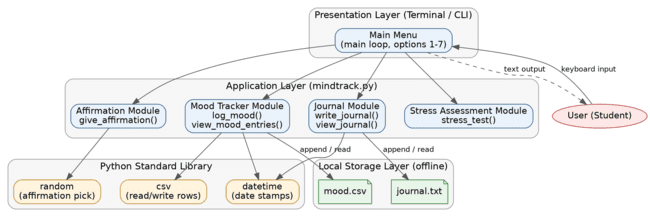 Presentation Layer (Terminal / CLI)
Main Menu
(main loop, options 1-7)
text output
keyboard input
Application Layer (mindtrack.py)
Affirmation Module
give_affirmation()
Mood Tracker Module
log_mood()
view_mood_entries()
Journal Module
write_journal()
view_journal()
Stress Assessment Module
stress_test()
User (Student)
append / read
append / read
Python Standard Library
Local Storage Layer (offline)
random
(affirmation pick)
csv
(read/write rows)
datetime
(date stamps)
mood.csv
journal.txt